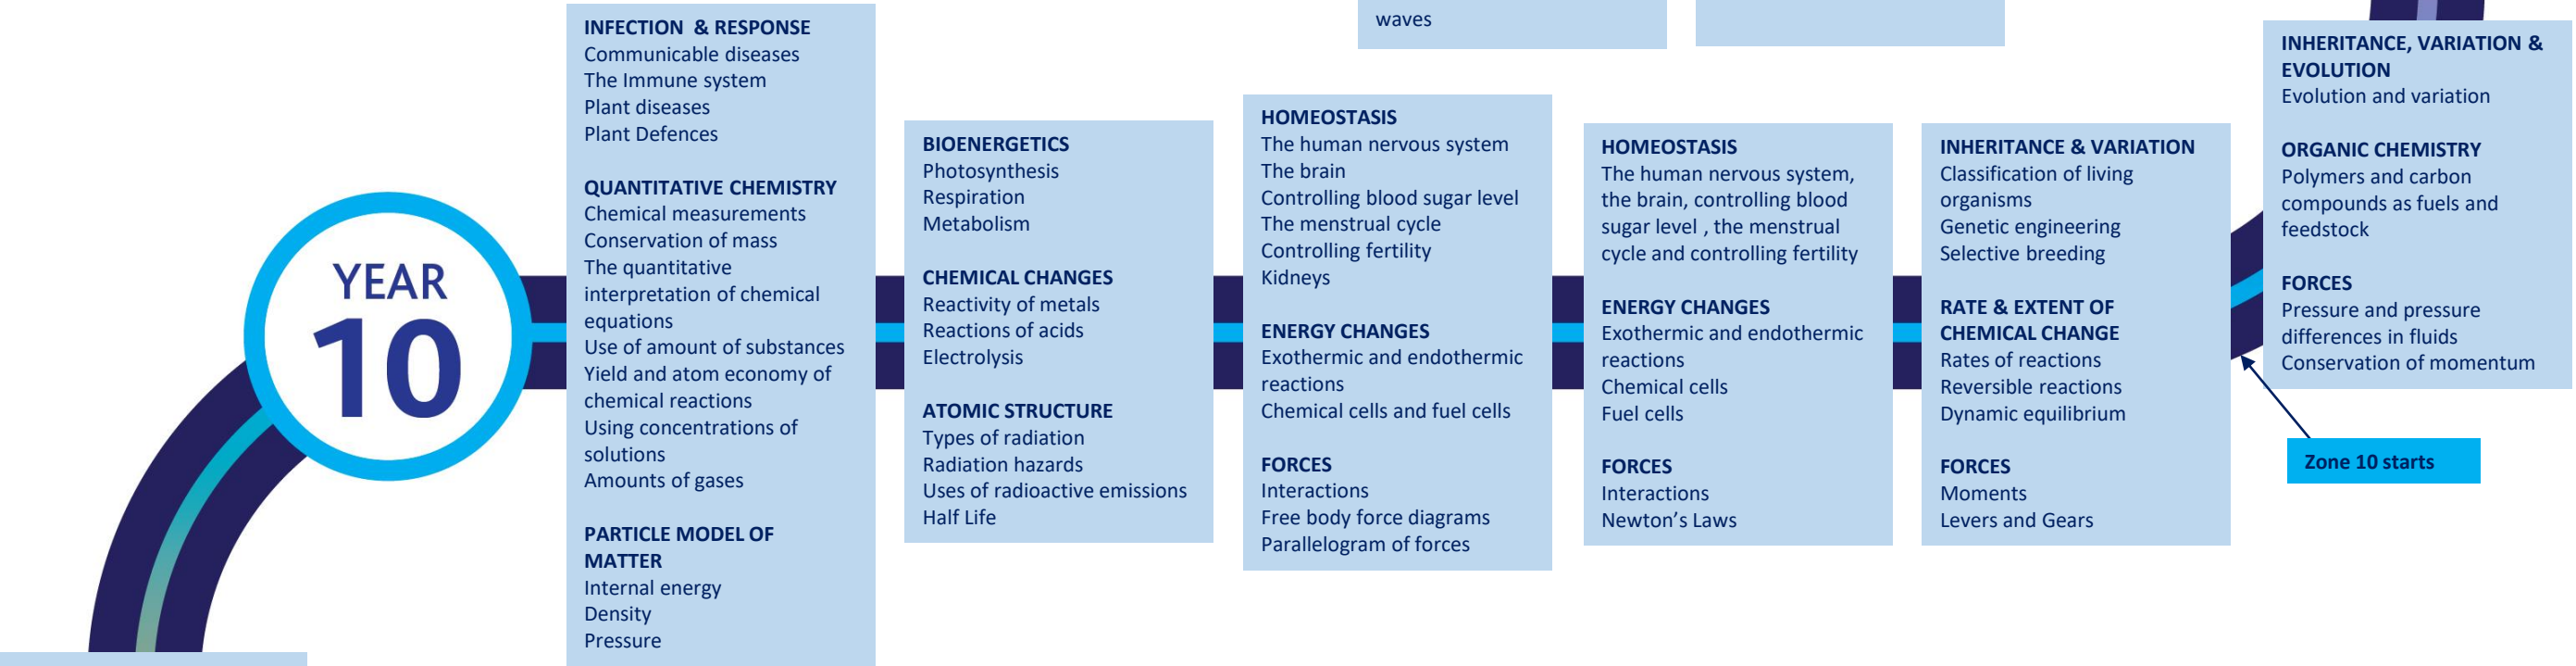 waves
YEAR
10
INFECTION & RESPONSE
Communicable diseases
The Immune system
Plant diseases
Plant Defences
QUANTITATIVE CHEMISTRY
Chemical measurements
Conservation of mass
The quantitative
interpretation of chemical
equations
Use of amount of substances
Yield and atom economy of
chemical reactions
Using concentrations of
solutions
Amounts of gases
PARTICLE MODEL OF
MATTER
Internal energy
Density
Pressure
BIOENERGETICS
Photosynthesis
Respiration
Metabolism
CHEMICAL CHANGES
Reactivity of metals
Reactions of acids
Electrolysis
ATOMIC STRUCTURE
Types of radiation
Radiation hazards
Uses of radioactive emissions
Half Life
HOMEOSTASIS
The human nervous system
The brain
Controlling blood sugar level
The menstrual cycle
Controlling fertility
Kidneys
ENERGY CHANGES
Exothermic and endothermic
reactions
Chemical cells and fuel cells
FORCES
Interactions
Free body force diagrams
Parallelogram of forces
HOMEOSTASIS
The human nervous system,
the brain, controlling blood
sugar level , the menstrual
cycle and controlling fertility
ENERGY CHANGES
Exothermic and endothermic
reactions
Chemical cells
Fuel cells
FORCES
Interactions
Newton’s Laws
INHERITANCE & VARIATION
Classification of living
organisms
Genetic engineering
Selective breeding
RATE & EXTENT OF
CHEMICAL CHANGE
Rates of reactions
Reversible reactions
Dynamic equilibrium
FORCES
Moments
Levers and Gears
INHERITANCE, VARIATION &
EVOLUTION
Evolution and variation
ORGANIC CHEMISTRY
Polymers and carbon
compounds as fuels and
feedstock
FORCES
Pressure and pressure
differences in fluids
Conservation of momentum
Zone 10 starts